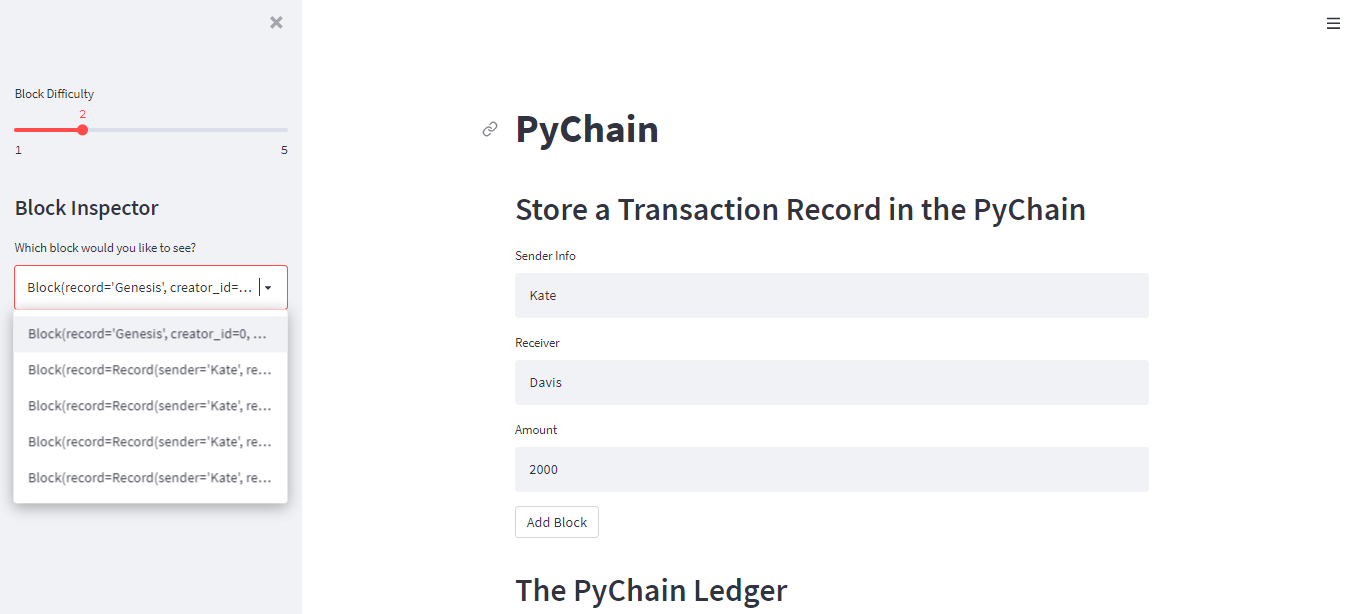 Block Difficulty
2
1
5
Block Inspector
Which block would you like to see?
Block(record='Genesis', creator_id=...
Block(record='Genesis', creator_id=0, ...
Block(record=Record(sender='Kate', re...
Block(record=Record(sender='Kate', re...
Block(record=Record(sender='Kate', re...
Block(record=Record(sender='Kate', re...
PyChain
Store a Transaction Record in the PyChain
Sender Info
Kate
Receiver
Davis
Amount
2000
Add Block
The PyChain Ledger